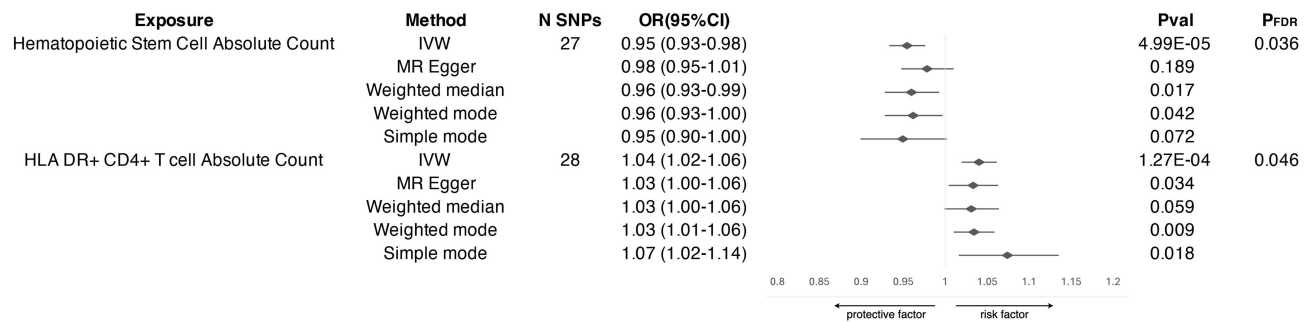 Exposure Method N SNPs OR(95%CI) Pval PFDR
Hematopoietic Stem Cell Absolute Count IVW 27 0.95 (0.93-0.98) 4.99E-05 0.036
MR Egger 0.98 (0.95-1.01) 0.189
Weighted median 0.96 (0.93-0.99) 0.017
Weighted mode 0.96 (0.93-1.00) 0.042
Simple mode 0.95 (0.90-1.00) 0.072
HLA DR+ CD4+ T cell Absolute Count IVW 28 1.04 (1.02-1.06) 1.27E-04 0.046
MR Egger 1.03 (1.00-1.06) 0.034
Weighted median 1.03 (1.00-1.06) 0.059
Weighted mode 1.03 (1.01-1.06) 0.009
Simple mode 1.07 (1.02-1.14) 0.018
0.8 0.85 0.9 0.95 1 1.05 1.1 1.15 1.2
protective factor risk factor